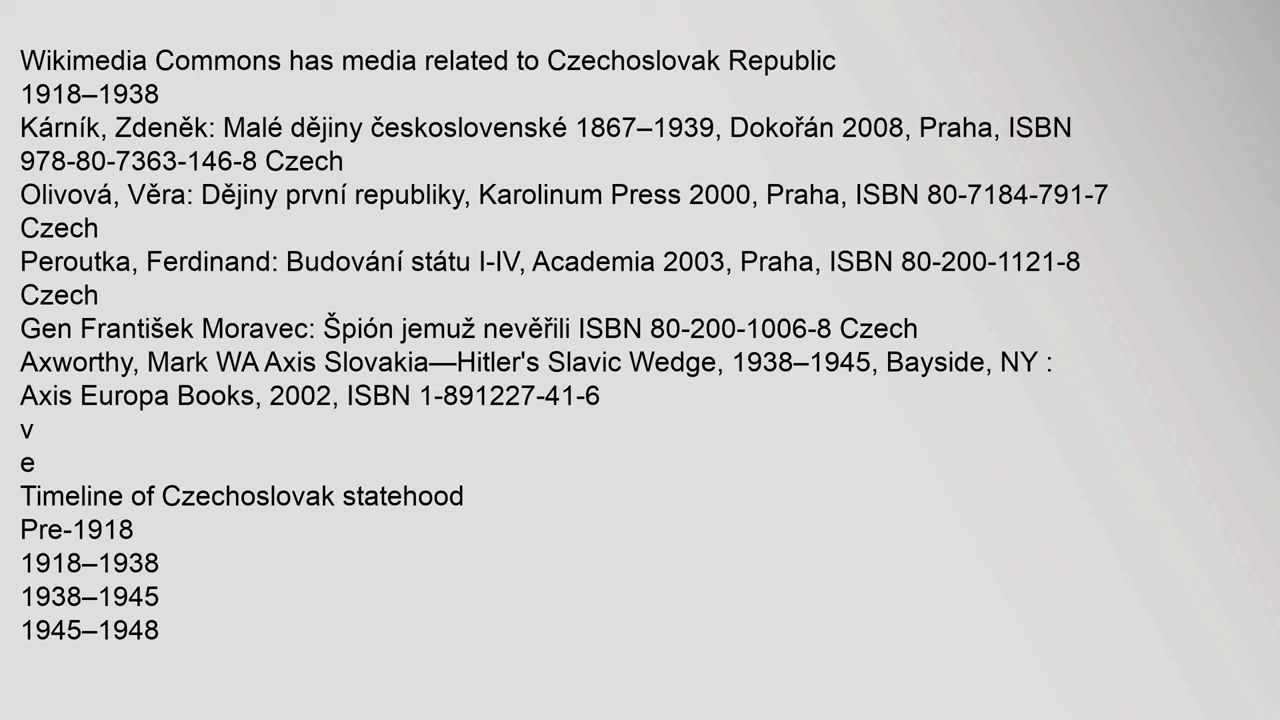 Wikimedia Commons has media related to Czechoslovak Republic
1918–1938
Kárník, Zdeněk: Malé dějiny československé 1867–1939, Dokořán 2008, Praha, ISBN
978-80-7363-146-8 Czech
Olivová, Věra: Dějiny první republiky, Karolinum Press 2000, Praha, ISBN 80-7184-791-7
Czech
Peroutka, Ferdinand: Budování státu I-IV, Academia 2003, Praha, ISBN 80-200-1121-8
Czech
Gen František Moravec: Špión jemuž nevěřili ISBN 80-200-1006-8 Czech
Axworthy, Mark WA Axis Slovakia—Hitler's Slavic Wedge, 1938–1945, Bayside, NY :
Axis Europa Books, 2002, ISBN 1-891227-41-6
v
e
Timeline of Czechoslovak statehood
Pre-1918
1918–1938
1938–1945
1945–1948